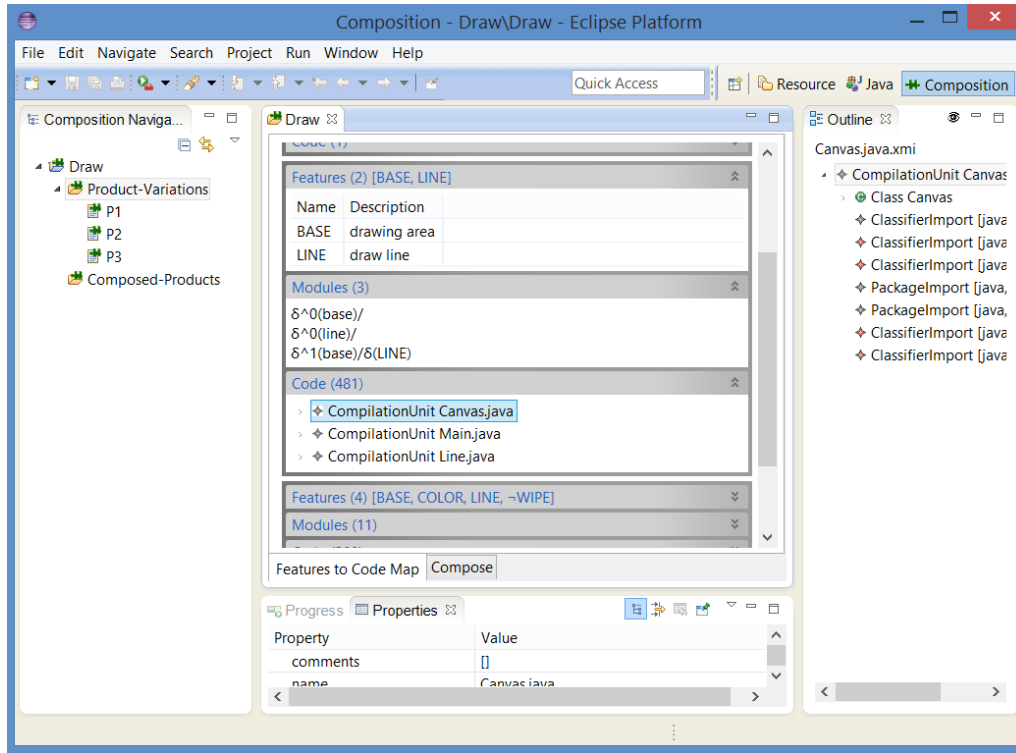 Composition - Draw\Draw - Eclipse Platform
File Edit Navigate Search Project Run Window Help
Quick Access
Resource Java Composition
Composition Naviga...
Draw
Product-Variations
P1
P2
P3
Composed-Products
Draw
Code (1)
Features (2) [BASE, LINE]
Name Description
BASE drawing area
LINE draw line
Modules (3)
δ^0(base)/
δ^0(line)/
δ^1(base)/δ(LINE)
Code (481)
CompilationUnit Canvas.java
CompilationUnit Main.java
CompilationUnit Line.java
Features (4) [BASE, COLOR, LINE, ¬WIPE]
Modules (11)
Features to Code Map Compose
Progress Properties
Property Value
comments []
name Canvas.java
Outline
Canvas.java.xmi
CompilationUnit Canvas
Class Canvas
ClassifierImport [java
ClassifierImport [java
ClassifierImport [java
PackageImport [java,
PackageImport [java,
ClassifierImport [java
ClassifierImport [java